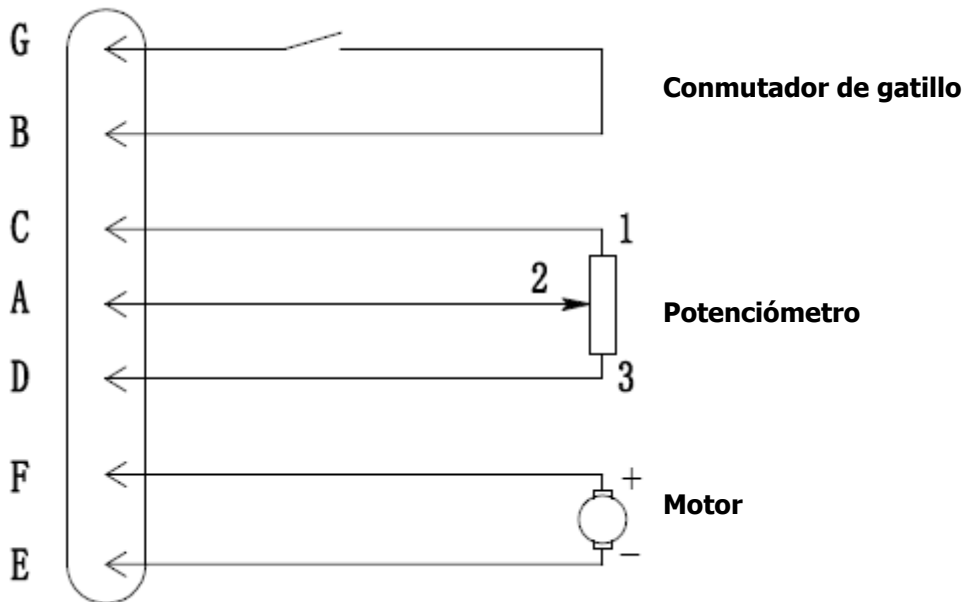 G
Conmutador de gatillo
B
C
1
A
2
Potenciómetro
D
3
F
+
Motor
E
−